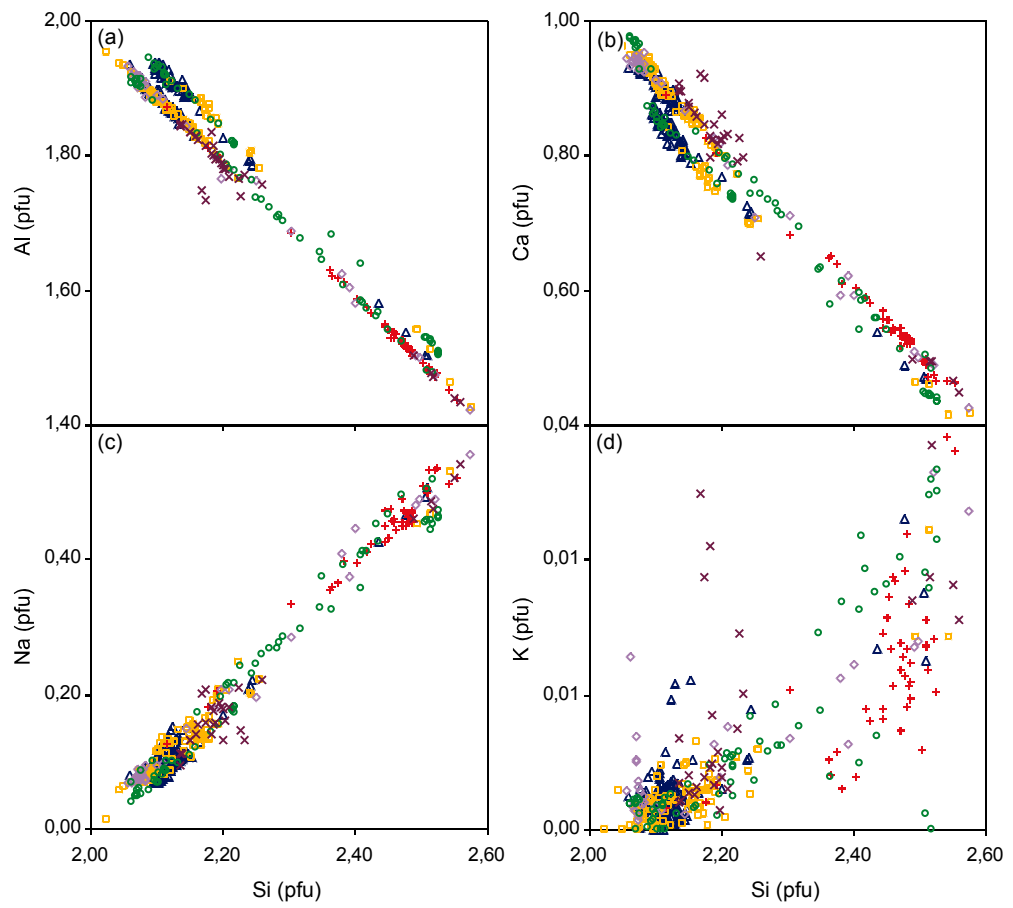 (a)
2,00
1,80
1,60
1,40
Al (pfu)
(b)
1,00
0,80
0,60
0,04
Ca (pfu)
(c)
0,40
0,20
0,00
Na (pfu)
2,00 2,20 2,40 2,60
Si (pfu)
(d)
0,01
0,01
0,00
K (pfu)
2,00 2,20 2,40 2,60
Si (pfu)